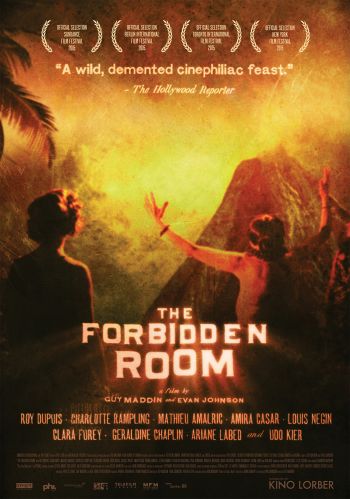 OFFICIAL SELECTION
SUNDANCE
FILM FESTIVAL
2015
OFFICIAL SELECTION
BERLIN INTERNATIONAL
FILM FESTIVAL
2015
OFFICIAL SELECTION
TORONTO INTERNATIONAL
FILM FESTIVAL
2015
OFFICIAL SELECTION
NEW YORK
FILM FESTIVAL
2015
“A wild, demented cinephiliac feast.”
– The Hollywood Reporter
THE
FORBIDDEN
ROOM
a film by
GUY MADDIN AND EVAN JOHNSON
ROY DUPUIS · CHARLOTTE RAMPLING · MATHIEU AMALRIC · AMIRA CASAR · LOUIS NEGIN
CLARA FUREY · GERALDINE CHAPLIN · ARIANE LABED and UDO KIER
phi
KINO LORBER